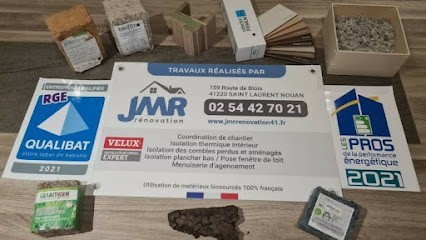 TRAVAUX RÉALISÉS PAR
JMR
rénovation
159 Route de Blois
41220 SAINT LAURENT NOUAN
02 54 42 70 21
www.jmrrenovation41.fr
VELUX
EXPERT
Coordination de chantier
Isolation thermique intérieur
Isolation des combles perdus et aménagés
Isolation plancher bas / Pose fenêtre de toit
Menuiserie d'agencement
Utilisation de matériaux biosourcés 100% français
ENTREPRISE QUALIFIÉE
RGE
QUALIBAT
2021
LES PROS
de la performance
énergétique
2021